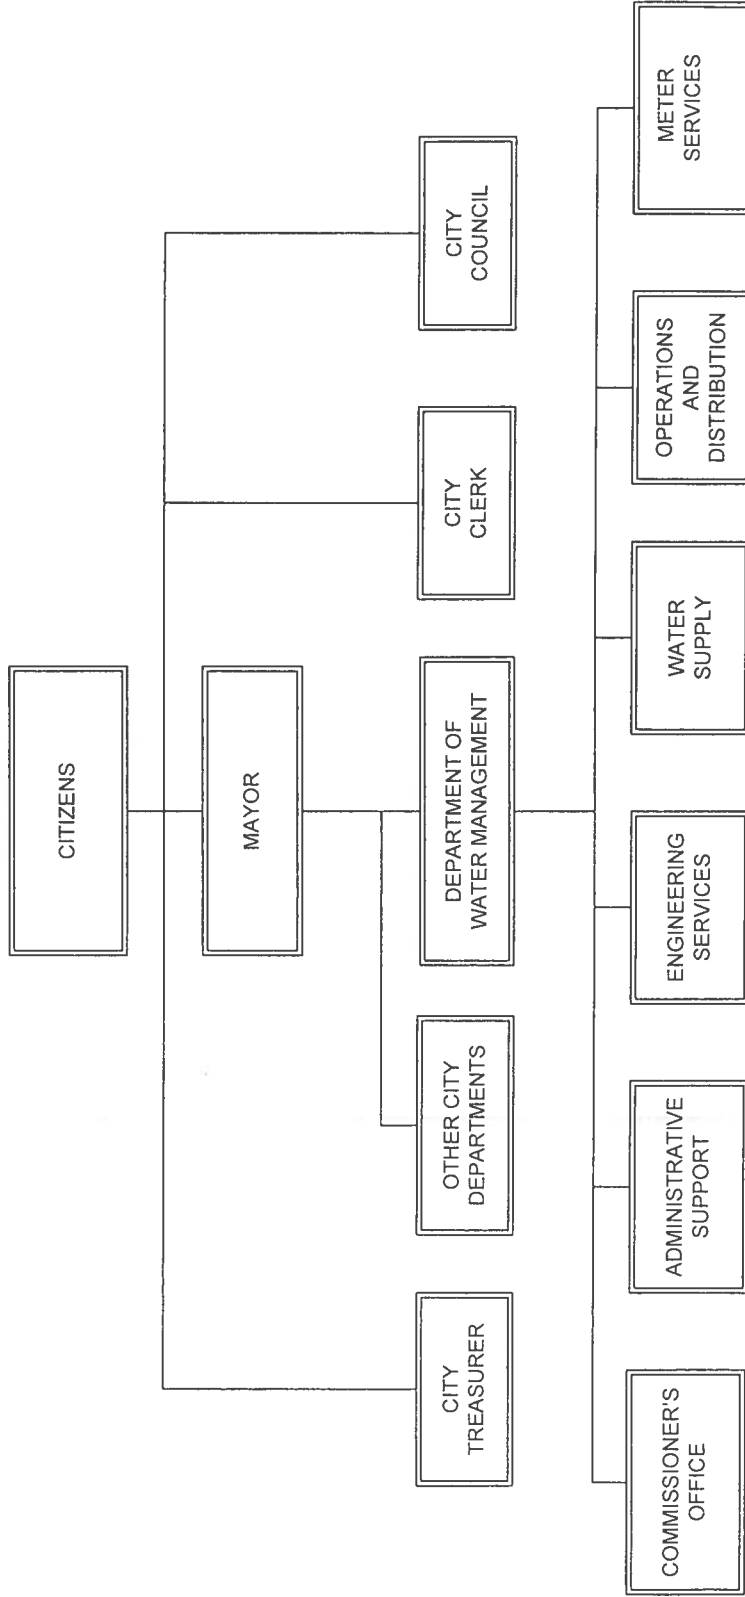 CITIZENS
MAYOR
CITY
TREASURER
OTHER CITY
DEPARTMENTS
DEPARTMENT OF
WATER MANAGEMENT
CITY
CLERK
CITY
COUNCIL
COMMISSIONER'S
OFFICE
ADMINISTRATIVE
SUPPORT
ENGINEERING
SERVICES
WATER
SUPPLY
OPERATIONS
AND
DISTRIBUTION
METER
SERVICES